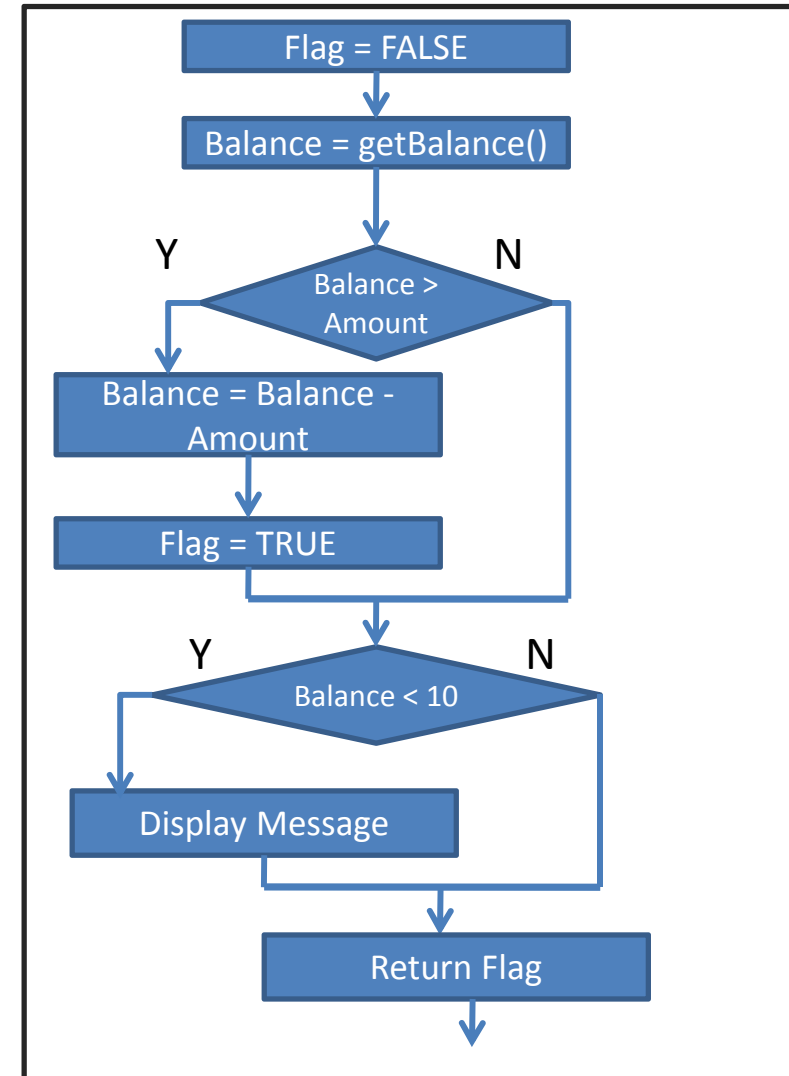 Flag = FALSE
Balance = getBalance()
Y
N
Balance >
Amount
Balance = Balance -
Amount
Flag = TRUE
Y
N
Balance < 10
Display Message
Return Flag